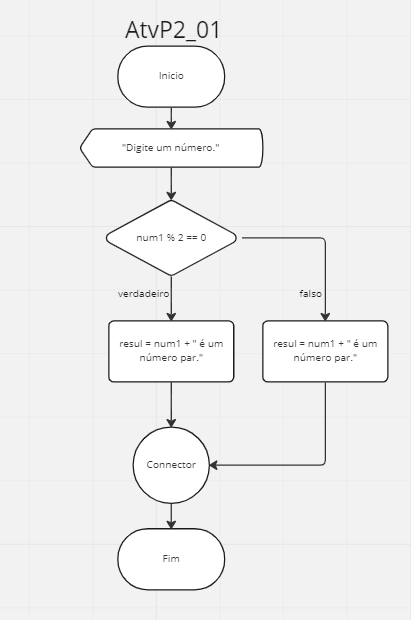 AtvP2_01
Inicio
"Digite um número."
num1 % 2 == 0
verdadeiro
falso
resul = num1 + " é um
número par."
resul = num1 + " é um
número par."
Connector
Fim